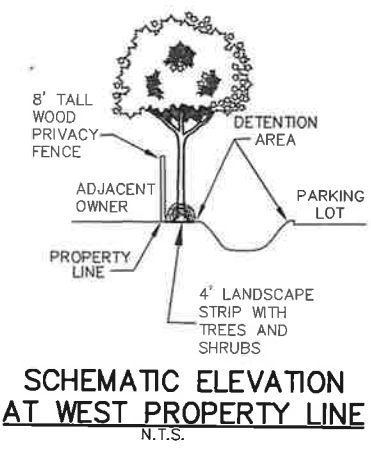 8' TALL
WOOD
PRIVACY
FENCE
DETENTION
AREA
ADJACENT
OWNER
PARKING
LOT
PROPERTY
LINE
4' LANDSCAPE
STRIP WITH
TREES AND
SHRUBS
SCHEMATIC ELEVATION
AT WEST PROPERTY LINE
N.T.S.